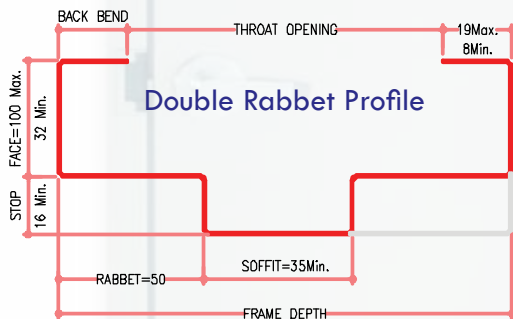 BACK BEND
THROAT OPENING
19Max.
8Min.
Double Rabbet Profile
FACE=100 Max.
32 Min.
STOP
16 Min.
RABBET=50
SOFFIT=35Min.
FRAME DEPTH